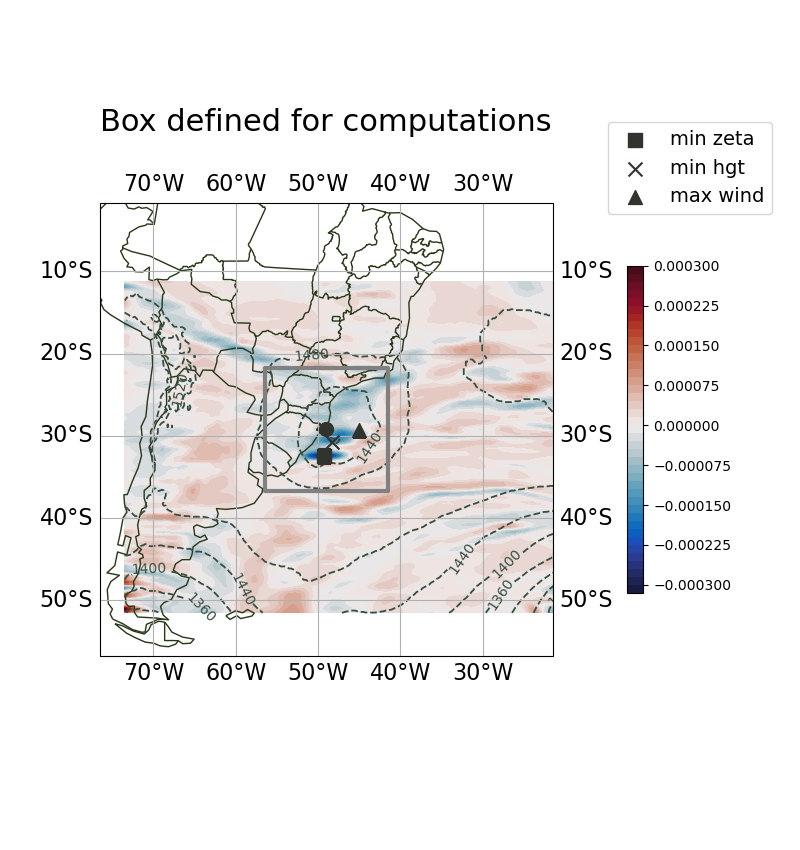 Box defined for computations
min zeta
min hgt
max wind
70°W 60°W 50°W 40°W 30°W
10°S 10°S
20°S 20°S
30°S 30°S
40°S 40°S
50°S 50°S
70°W 60°W 50°W 40°W 30°W
1480
1520
1440
1400
1360
1440
1440
1400
1360
0.000300
0.000225
0.000150
0.000075
0.000000
−0.000075
−0.000150
−0.000225
−0.000300